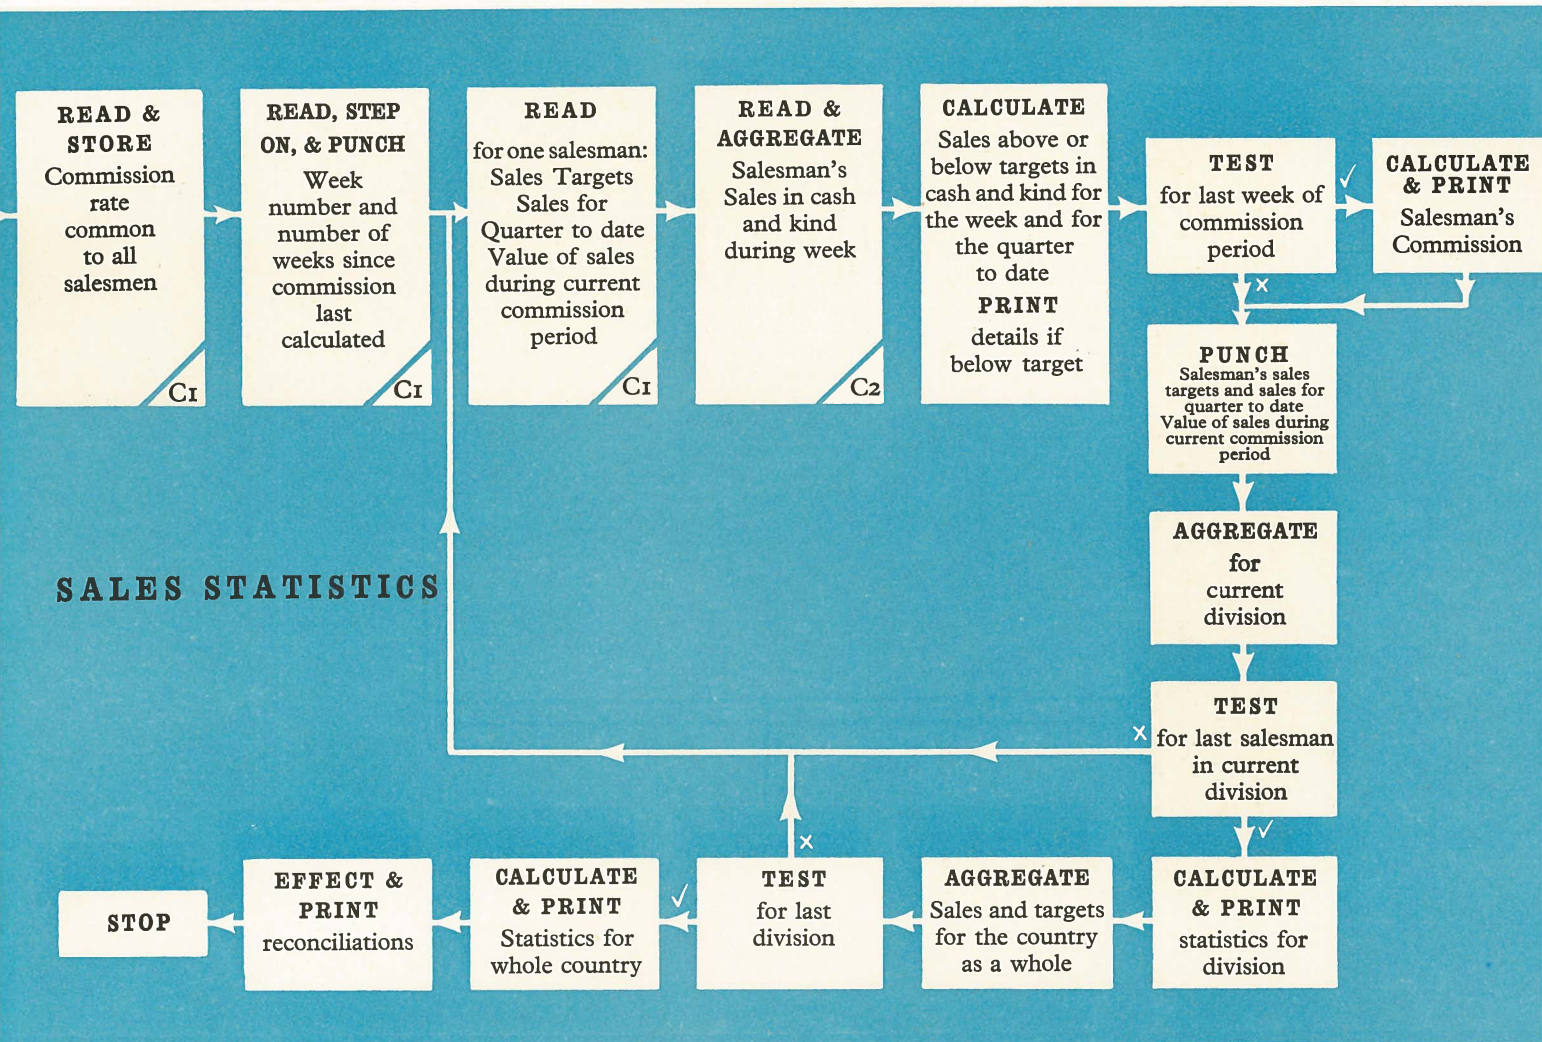 READ &
STORE
Commission
rate
common
to all
salesmen
C1
READ, STEP
ON, & PUNCH
Week
number and
number of
weeks since
commission
last
calculated
C1
READ
for one salesman:
Sales Targets
Sales for
Quarter to date
Value of sales
during current
commission
period
C1
READ &
AGGREGATE
Salesman's
Sales in cash
and kind
during week
C2
CALCULATE
Sales above or
below targets in
cash and kind for
the week and for
the quarter
to date
PRINT
details if
below target
TEST
for last week of
commission
period
✓
x
CALCULATE
& PRINT
Salesman's
Commission
PUNCH
Salesman's sales
targets and sales for
quarter to date
Value of sales during
current commission
period
AGGREGATE
for
current
division
SALES STATISTICS
TEST
for last salesman
in current
division
x
✓
CALCULATE
& PRINT
statistics for
division
AGGREGATE
Sales and targets
for the country
as a whole
TEST
for last
division
x
✓
CALCULATE
& PRINT
Statistics for
whole country
EFFECT &
PRINT
reconciliations
STOP